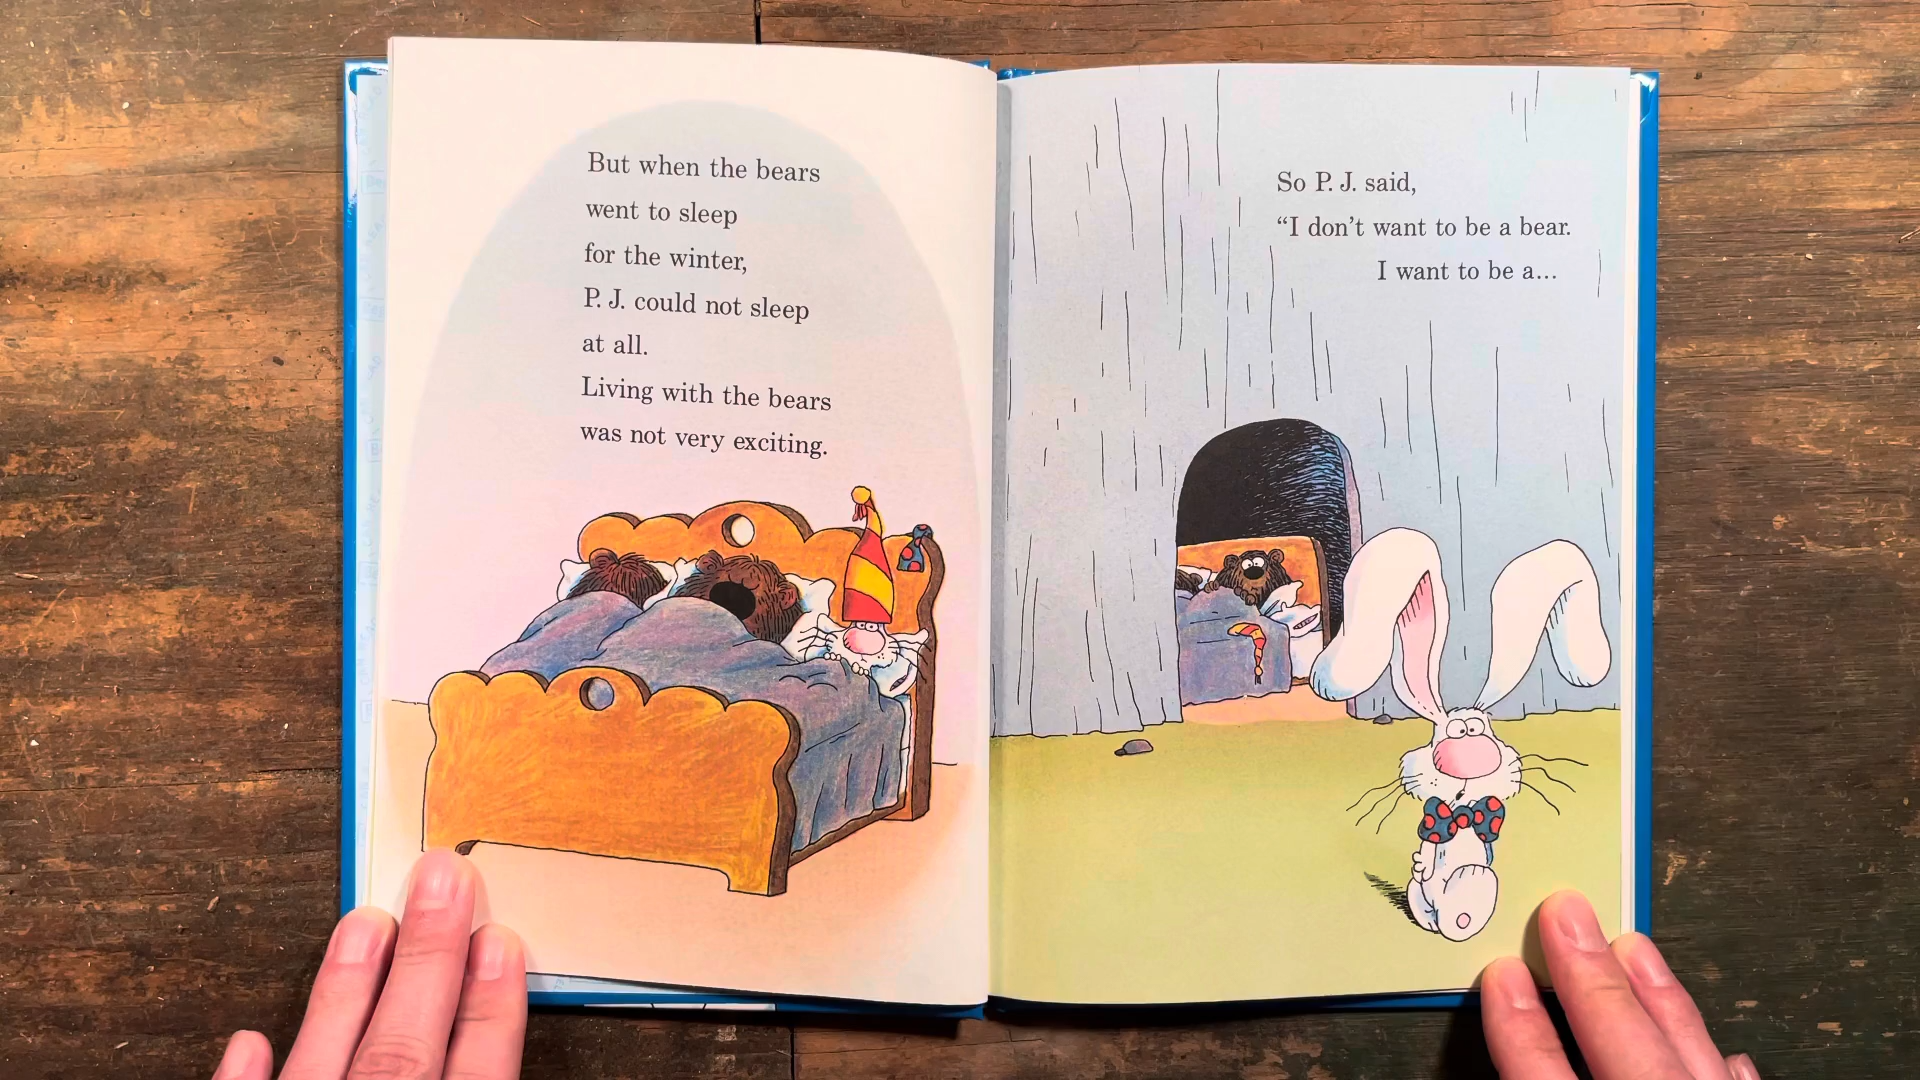 But when the bears
went to sleep
for the winter,
P. J. could not sleep
at all.
Living with the bears
was not very exciting.
So P. J. said,
“I don’t want to be a bear.
I want to be a…